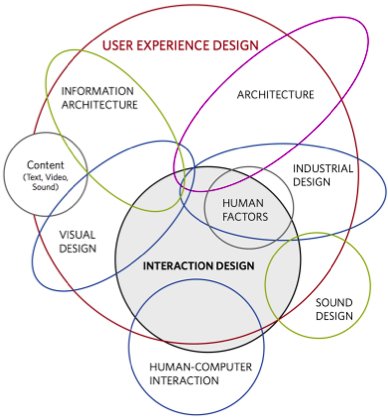 USER EXPERIENCE DESIGN
INFORMATION
ARCHITECTURE
ARCHITECTURE
Content
(Text, Video,
Sound)
INDUSTRIAL
DESIGN
HUMAN
FACTORS
VISUAL
DESIGN
INTERACTION DESIGN
SOUND
DESIGN
HUMAN-COMPUTER
INTERACTION